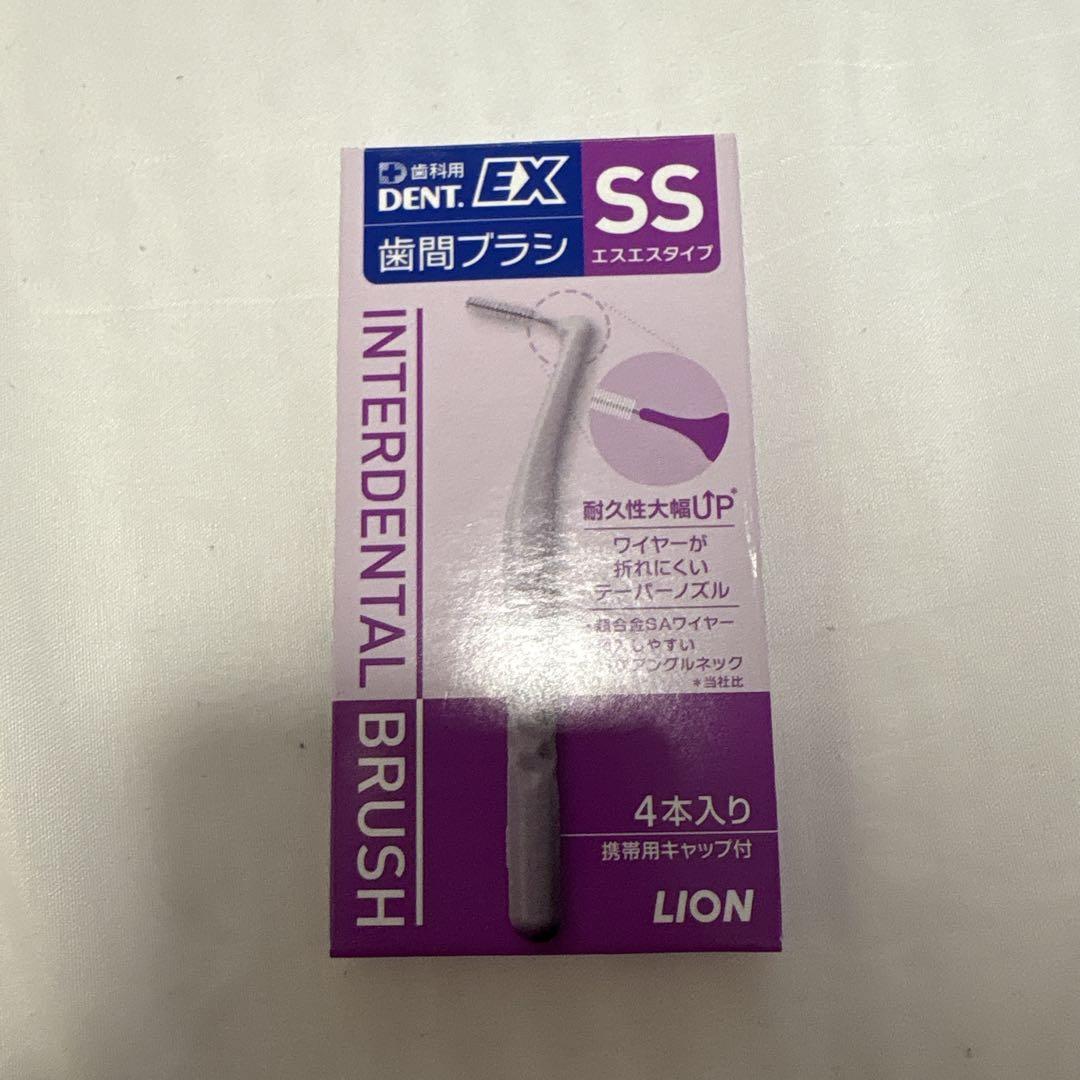 歯科用
DENT. EX
歯間ブラシ
SS
エスエスタイプ
INTERDENTAL BRUSH
耐久性大幅UP*
ワイヤーが
折れにくい
テーパーノズル
超合金SAワイヤー
しやすい
アングルネック
*当社比
4本入り
携帯用キャップ付
LION